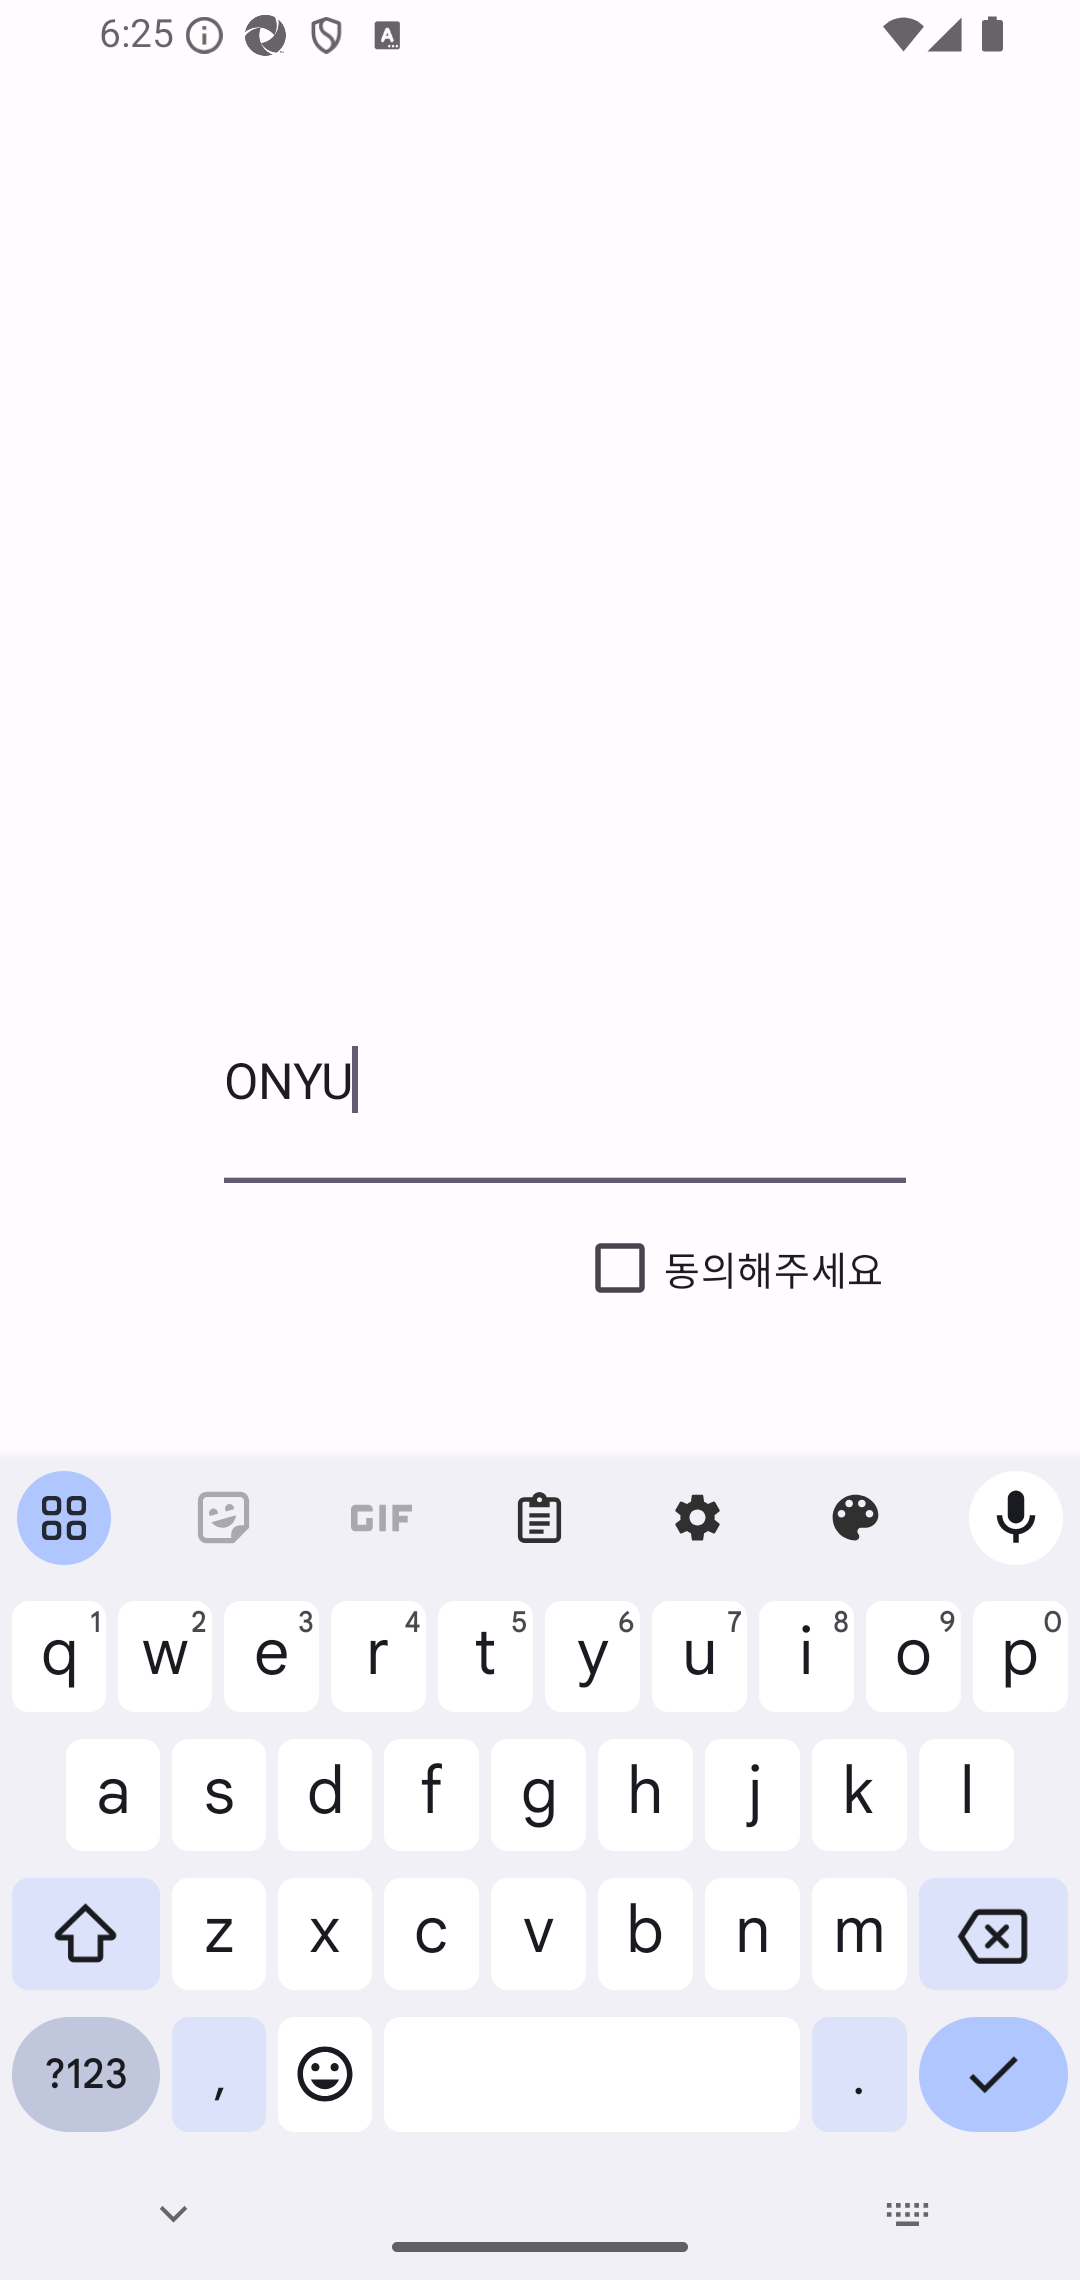 6:25
ONYU
동의해주세요
GIF
q 1 w 2 e 3 r 4 t 5 y 6 u 7 i 8 o 9 p 0
a s d f g h j k l
z x c v b n m
?123 , .